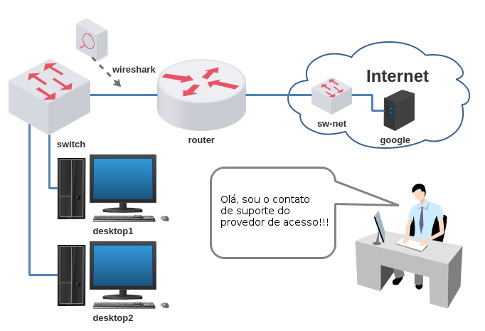 wireshark
Internet
switch
router
sw-net
google
desktop1
Olá, sou o contato
de suporte do
provedor de acesso!!!
desktop2